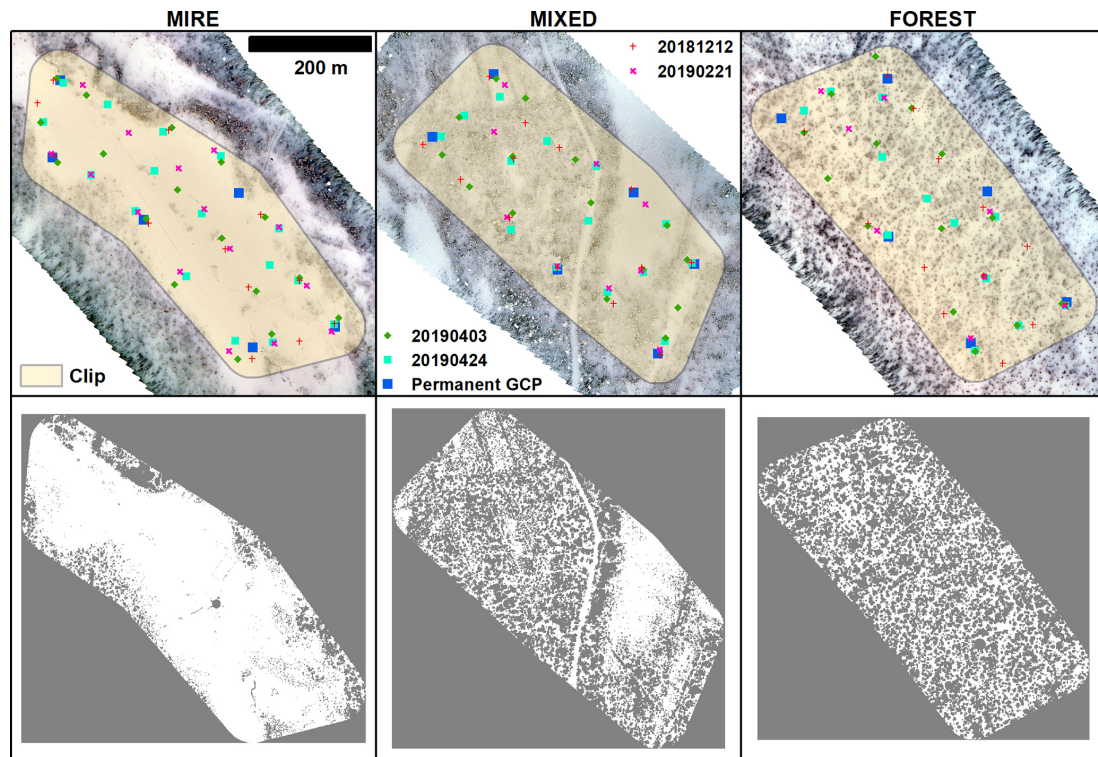 MIRE
MIXED
FOREST
200 m
20181212
20190221
20190403
20190424
Permanent GCP
Clip